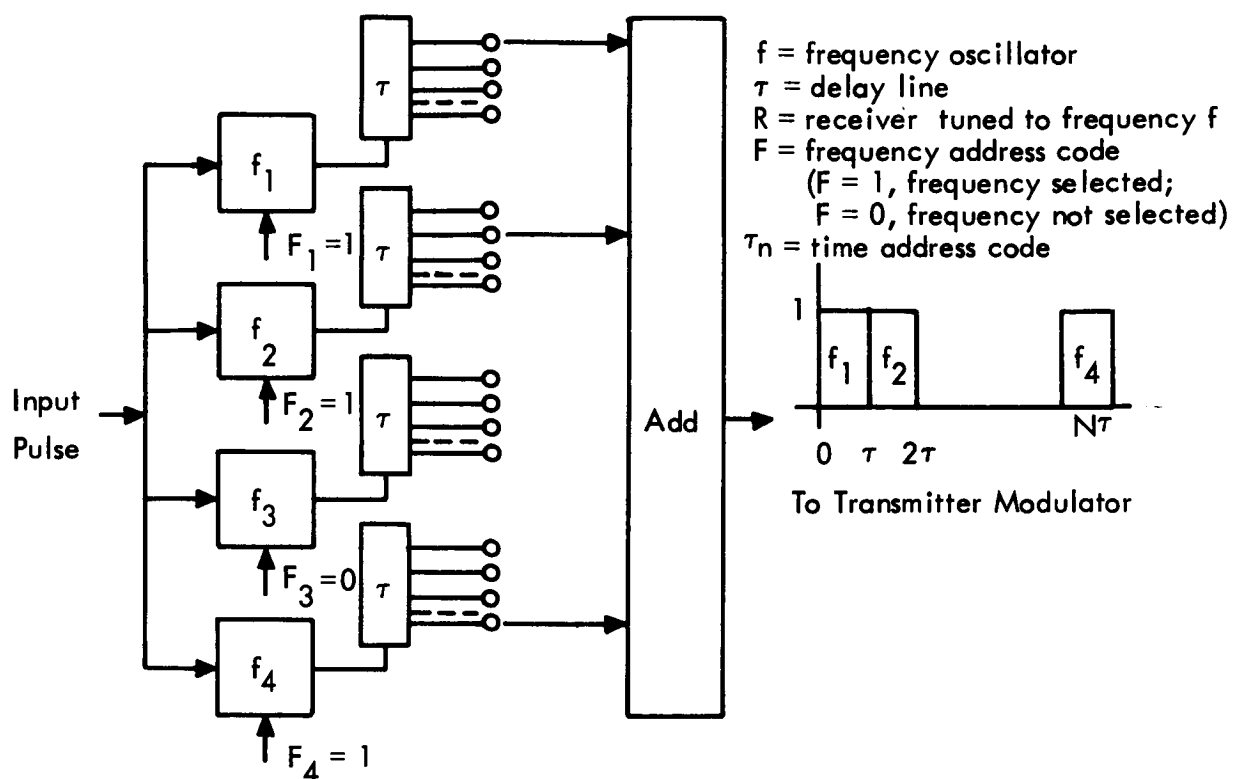 f = frequency oscillator
τ = delay line
R = receiver tuned to frequency f
F = frequency address code
(F = 1, frequency selected;
F = 0, frequency not selected)
τn = time address code
τ
f1
F1 = 1
τ
f2
F2 = 1
τ
f3
F3 = 0
τ
f4
F4 = 1
Input
Pulse
Add
1
f1
f2
f4
Nτ
0 τ 2τ
To Transmitter Modulator